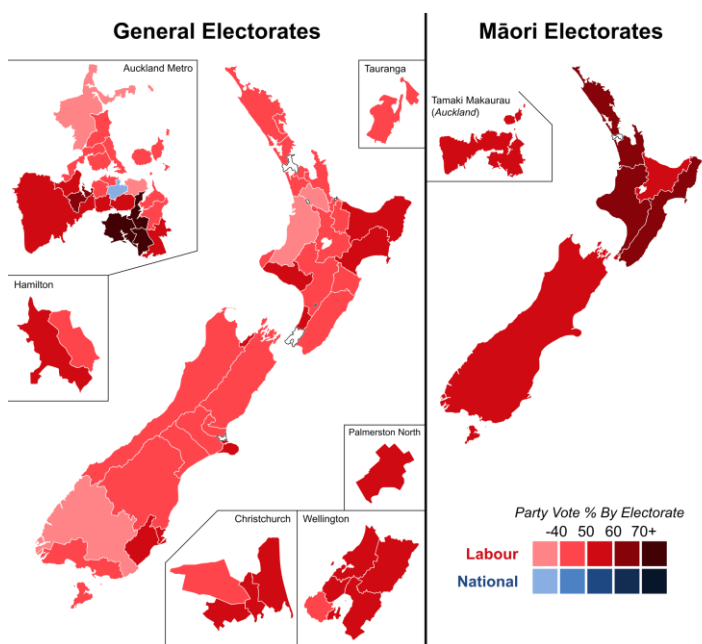 General Electorates
Māori Electorates
Auckland Metro
Tauranga
Tamaki Makaurau
(Auckland)
Hamilton
Palmerston North
Christchurch
Wellington
Party Vote % By Electorate
-40 50 60 70+
Labour
National